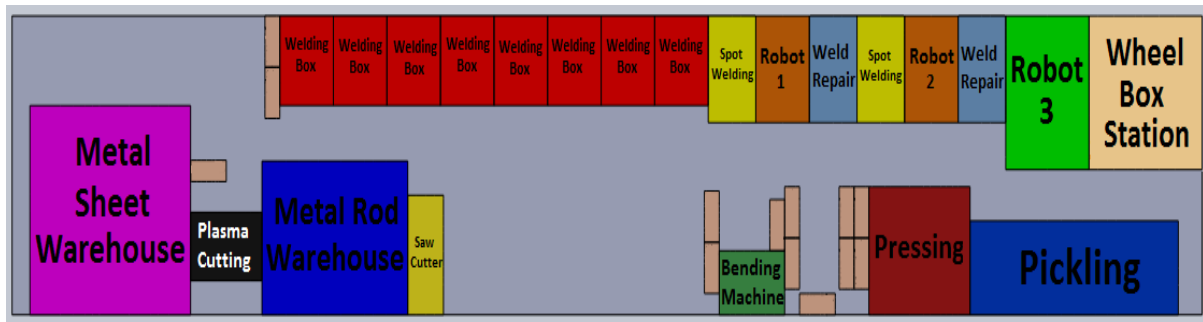 Welding
Box
Welding
Box
Welding
Box
Welding
Box
Welding
Box
Welding
Box
Welding
Box
Welding
Box
Spot
Welding
Robot
1
Weld
Repair
Spot
Welding
Robot
2
Weld
Repair
Robot
3
Wheel
Box
Station
Metal
Sheet
Warehouse
Plasma
Cutting
Metal Rod
Warehouse
Saw
Cutter
Bending
Machine
Pressing
Pickling